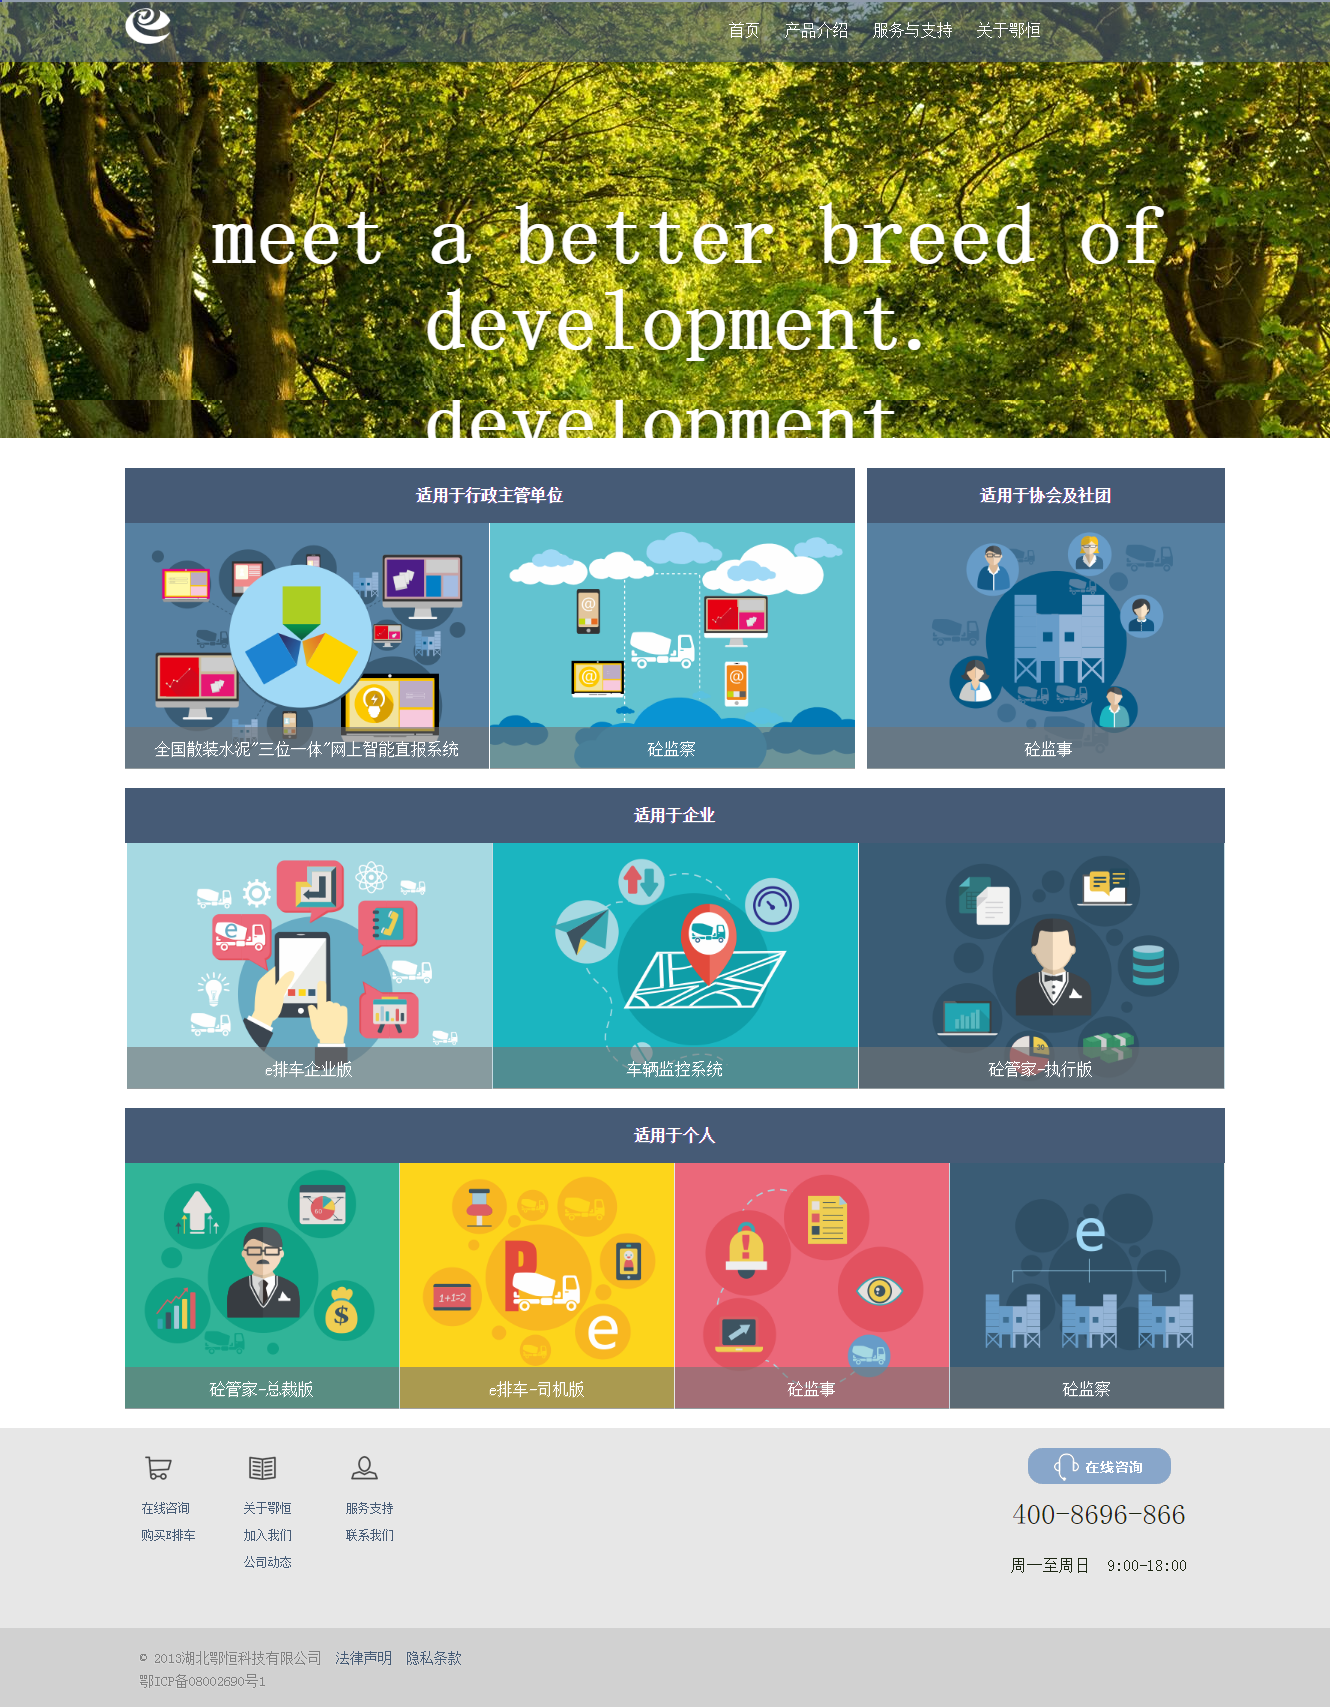 首页 产品介绍 服务与支持 关于鄂恒
meet a better breed of
development.
development
适用于行政主管单位
适用于协会及社团
全国散装水泥"三位一体"网上智能直报系统
砼监察
砼监事
适用于企业
e排车企业版
车辆监控系统
砼管家-执行版
适用于个人
砼管家-总裁版
e排车-司机版
砼监事
砼监察
在线咨询
购买E排车
关于鄂恒
加入我们
公司动态
服务支持
联系我们
在线咨询
400-8696-866
周一至周日 9:00-18:00
© 2013湖北鄂恒科技有限公司 法律声明 隐私条款
鄂ICP备08002690号1